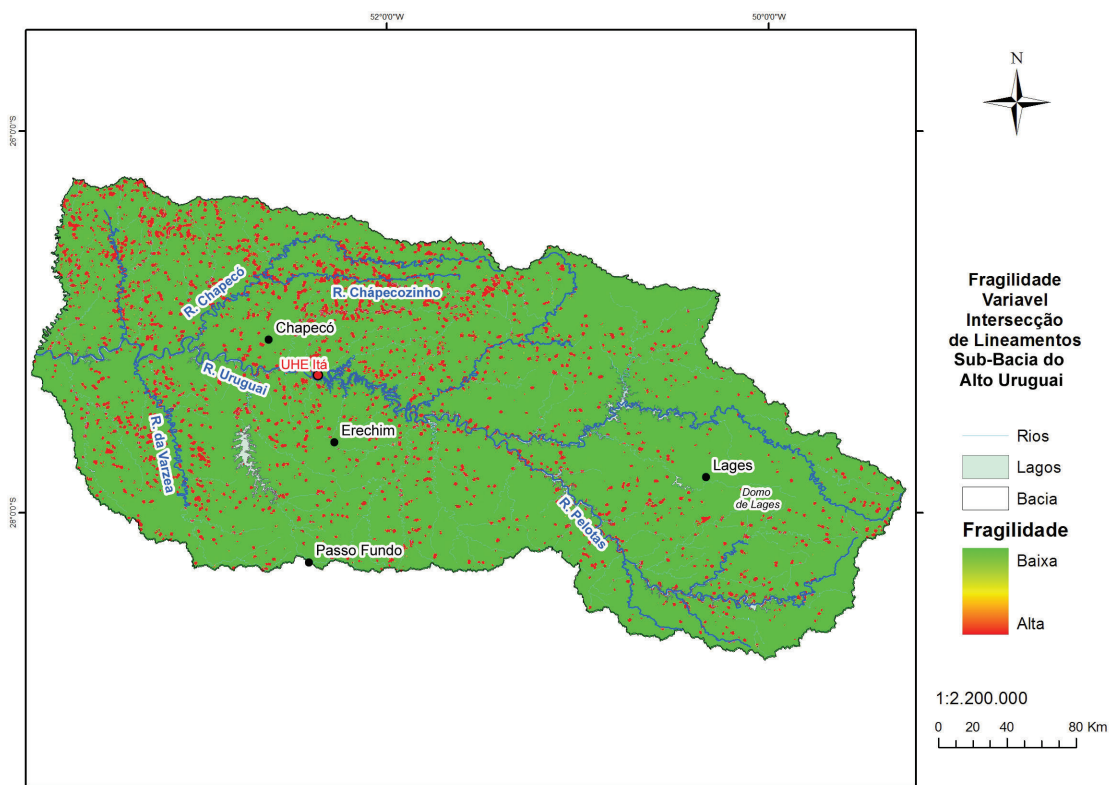 52°0'0"W
50°0'0"W
N
26°0'0"S
R. Chapecó
R. Chápecozinho
Chapecó
UHE Itá
R. Uruguai
R. da Varzea
Erechim
Lages
Domo
de Lages
28°0'0"S
R. Pelotas
Passo Fundo
Fragilidade
Variavel
Intersecção
de Lineamentos
Sub-Bacia do
Alto Uruguai
Rios
Lagos
Bacia
Fragilidade
Baixa
Alta
1:2.200.000
0 20 40 80 Km